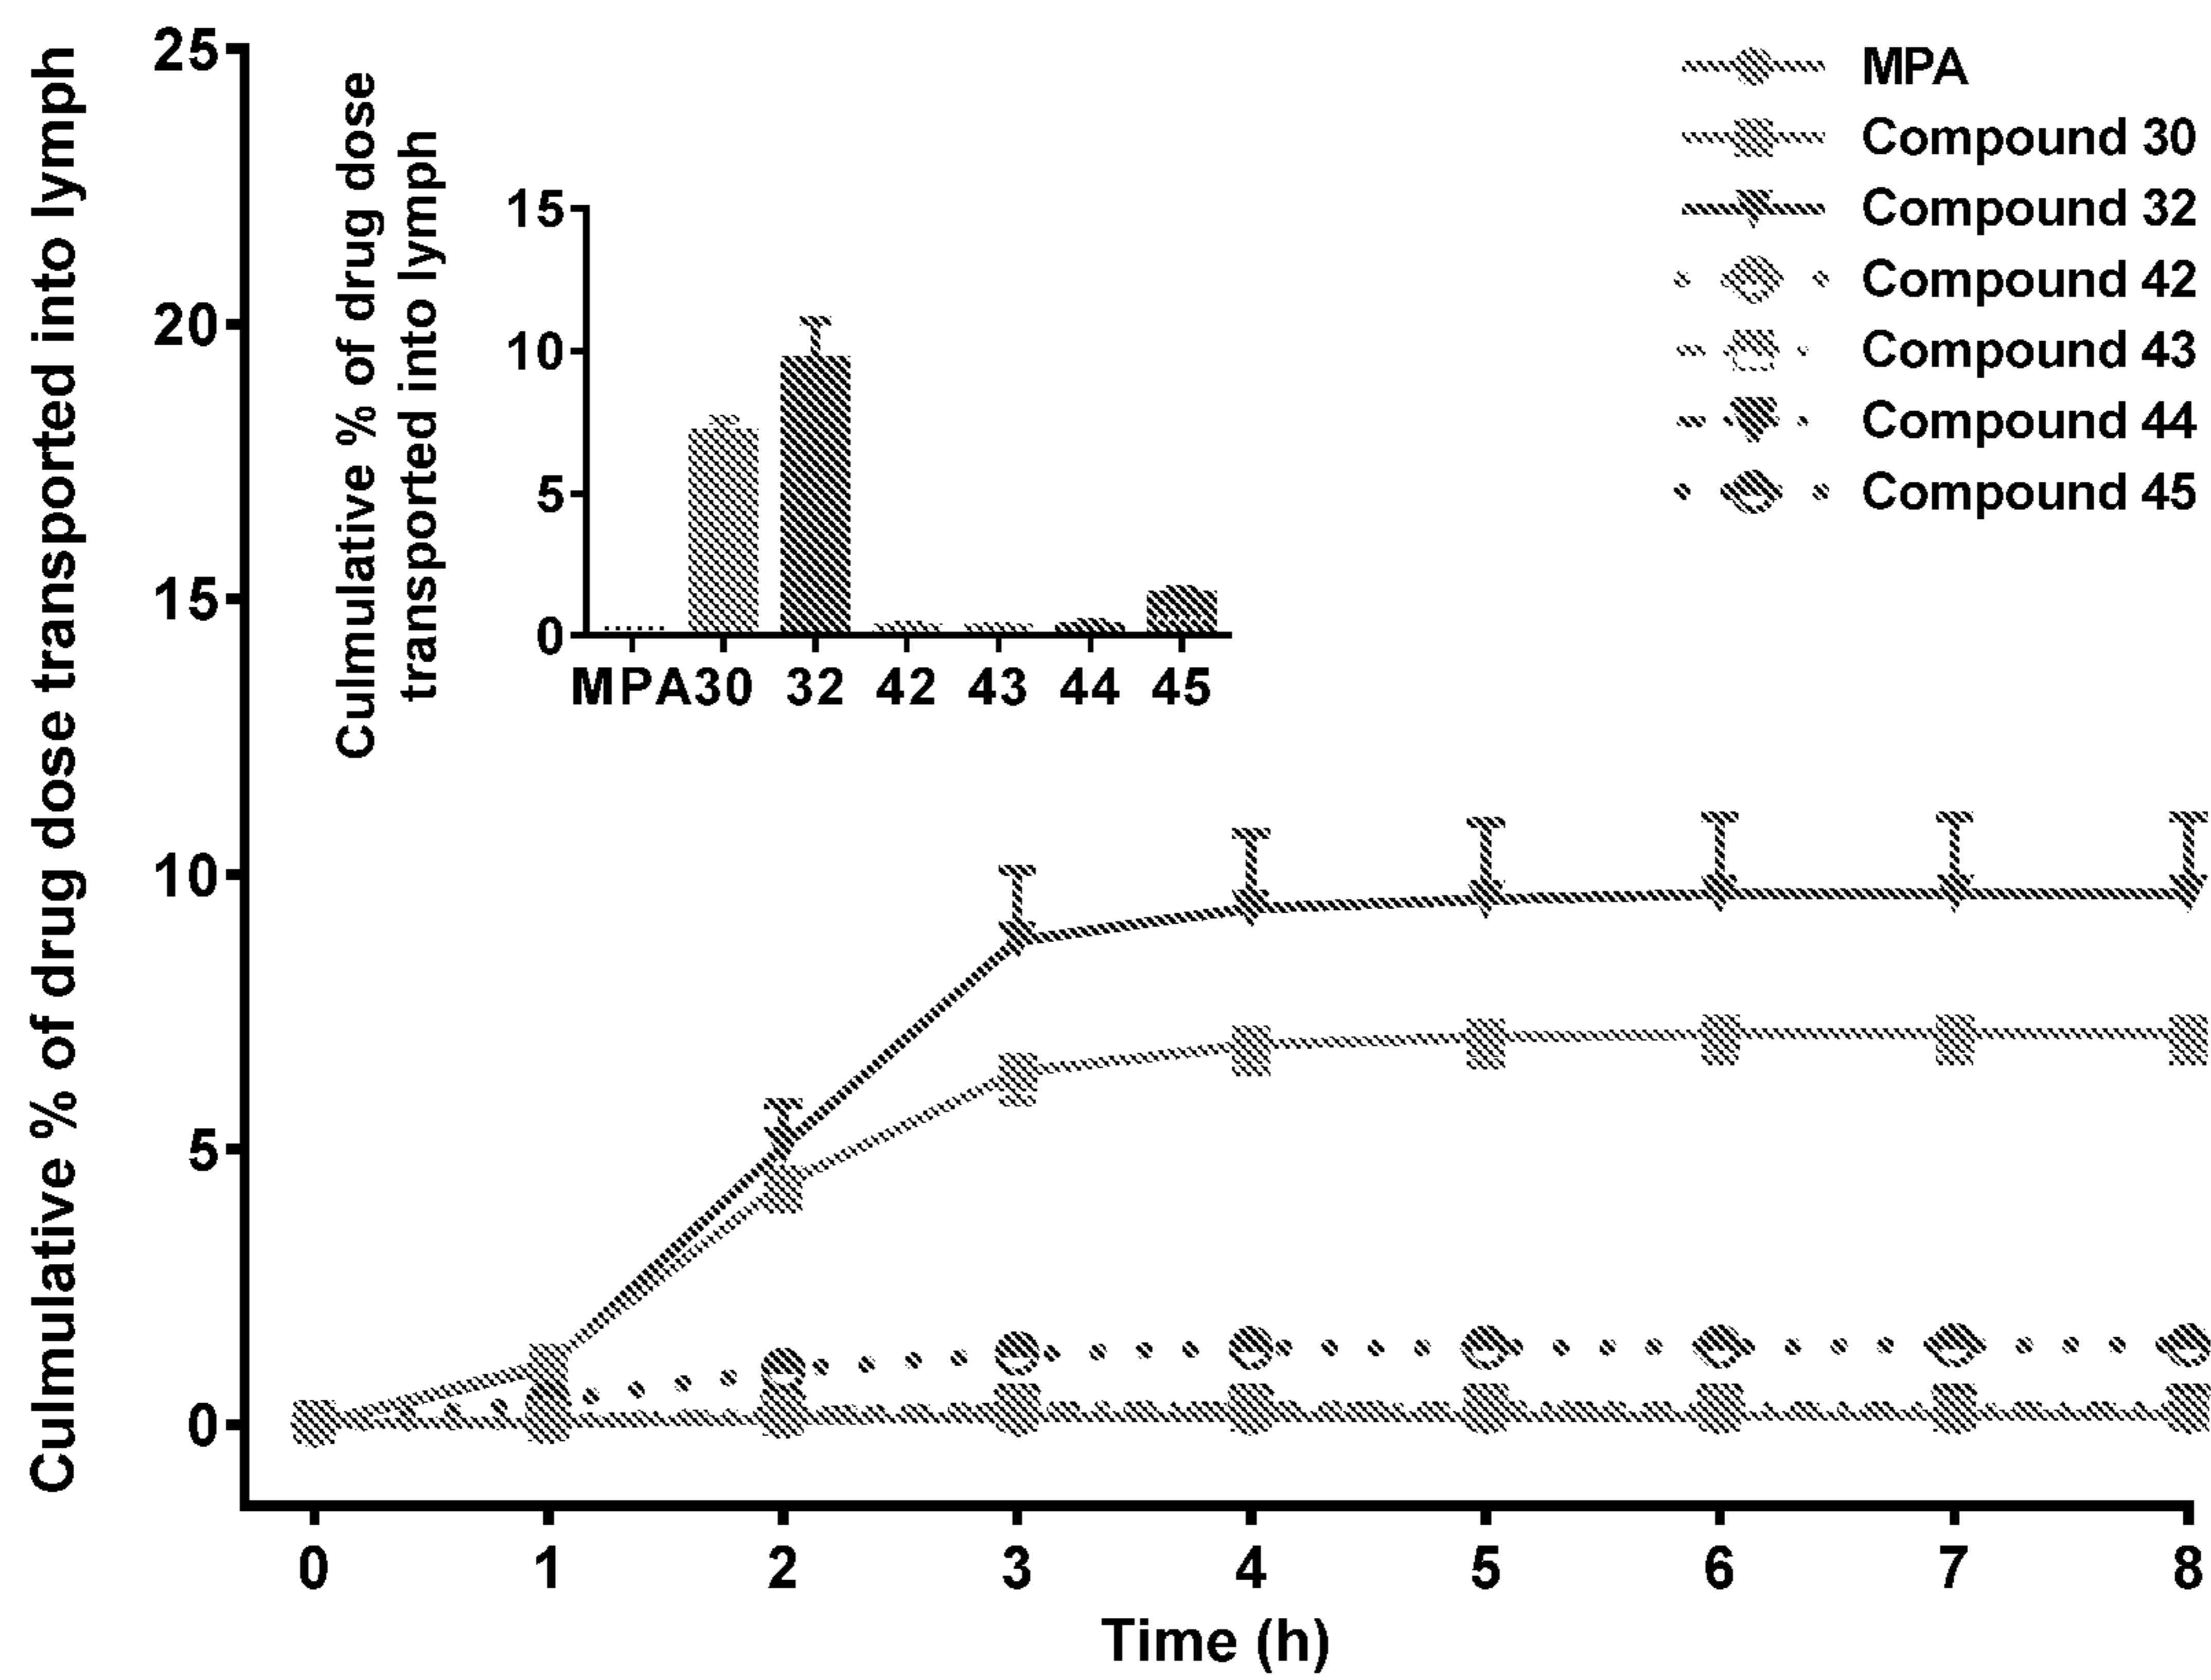 Culmulative % of drug dose transported into lymph
25
20
15
10
5
0
Culmulative % of drug dose
transported into lymph
15
10
5
0
MPA30 32 42 43 44 45
MPA
Compound 30
Compound 32
Compound 42
Compound 43
Compound 44
Compound 45
0 1 2 3 4 5 6 7 8
Time (h)